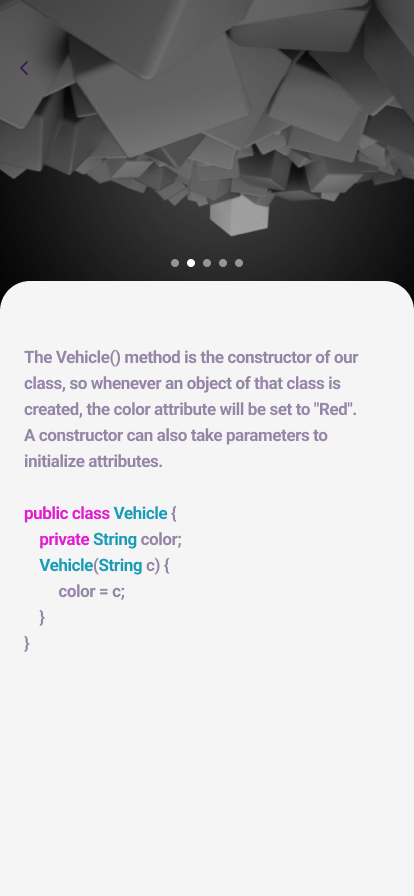 The Vehicle() method is the constructor of our
class, so whenever an object of that class is
created, the color attribute will be set to "Red".
A constructor can also take parameters to
initialize attributes.
public class Vehicle {
    private String color;
    Vehicle(String c) {
        color = c;
    }
}